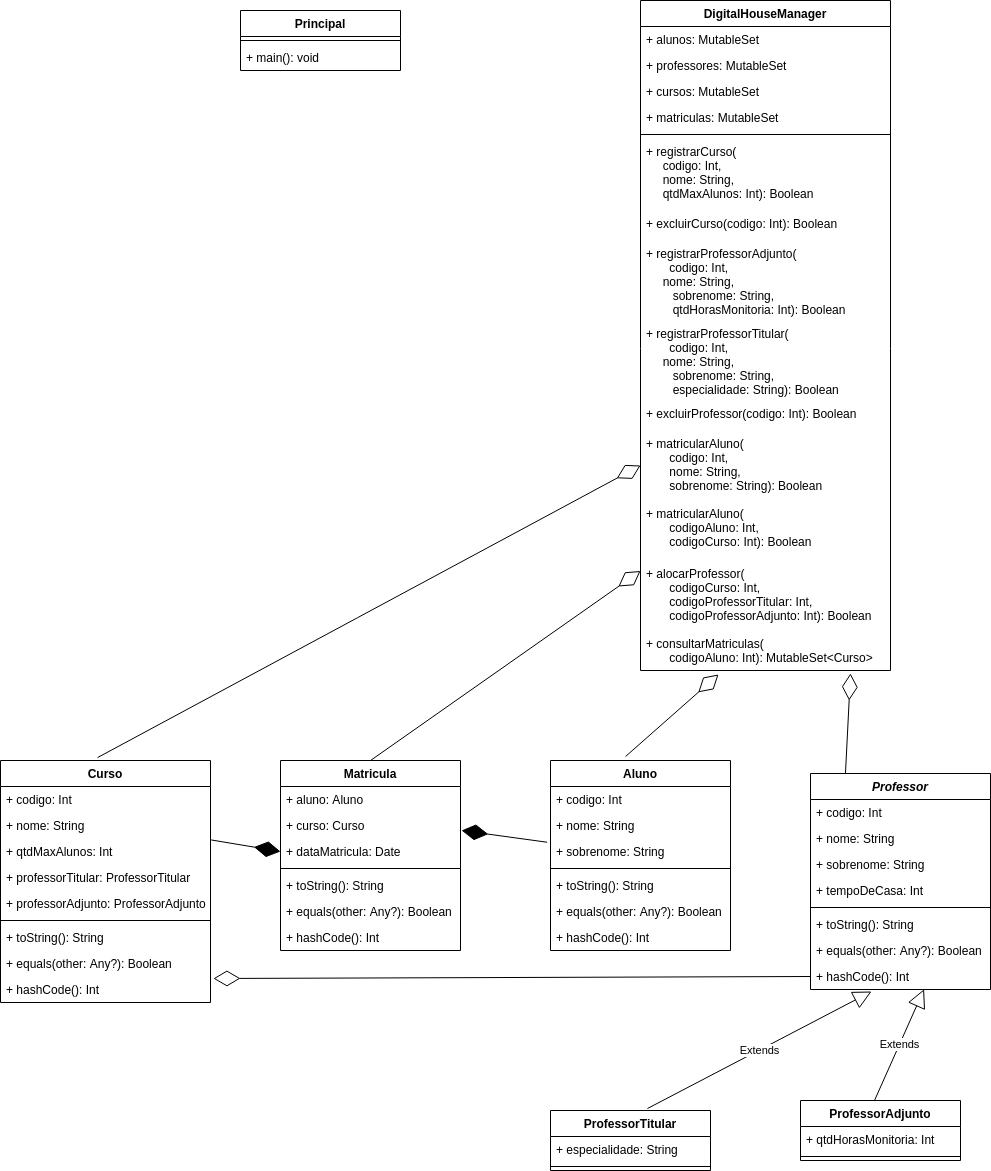 Principal
+ main(): void
DigitalHouseManager
+ alunos: MutableSet
+ professores: MutableSet
+ cursos: MutableSet
+ matriculas: MutableSet
+ registrarCurso(
codigo: Int,
nome: String,
qtdMaxAlunos: Int): Boolean
+ excluirCurso(codigo: Int): Boolean
+ registrarProfessorAdjunto(
codigo: Int,
nome: String,
sobrenome: String,
qtdHorasMonitoria: Int): Boolean
+ registrarProfessorTitular(
codigo: Int,
nome: String,
sobrenome: String,
especialidade: String): Boolean
+ excluirProfessor(codigo: Int): Boolean
+ matricularAluno(
codigo: Int,
nome: String,
sobrenome: String): Boolean
+ matricularAluno(
codigoAluno: Int,
codigoCurso: Int): Boolean
+ alocarProfessor(
codigoCurso: Int,
codigoProfessorTitular: Int,
codigoProfessorAdjunto: Int): Boolean
+ consultarMatriculas(
codigoAluno: Int): MutableSet<Curso>
Curso
+ codigo: Int
+ nome: String
+ qtdMaxAlunos: Int
+ professorTitular: ProfessorTitular
+ professorAdjunto: ProfessorAdjunto
+ toString(): String
+ equals(other: Any?): Boolean
+ hashCode(): Int
Matricula
+ aluno: Aluno
+ curso: Curso
+ dataMatricula: Date
+ toString(): String
+ equals(other: Any?): Boolean
+ hashCode(): Int
Aluno
+ codigo: Int
+ nome: String
+ sobrenome: String
+ toString(): String
+ equals(other: Any?): Boolean
+ hashCode(): Int
Professor
+ codigo: Int
+ nome: String
+ sobrenome: String
+ tempoDeCasa: Int
+ toString(): String
+ equals(other: Any?): Boolean
+ hashCode(): Int
Extends
Extends
ProfessorTitular
+ especialidade: String
ProfessorAdjunto
+ qtdHorasMonitoria: Int